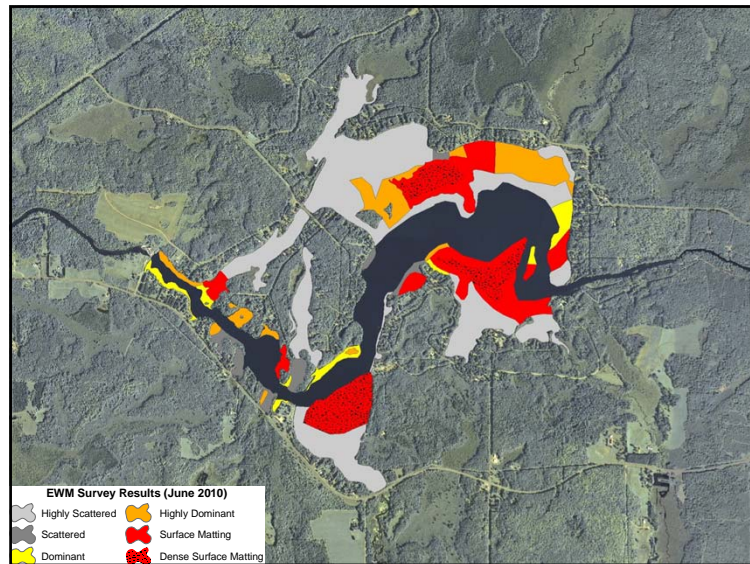 EWM Survey Results (June 2010)
Highly Scattered
Highly Dominant
Scattered
Surface Matting
Dominant
Dense Surface Matting